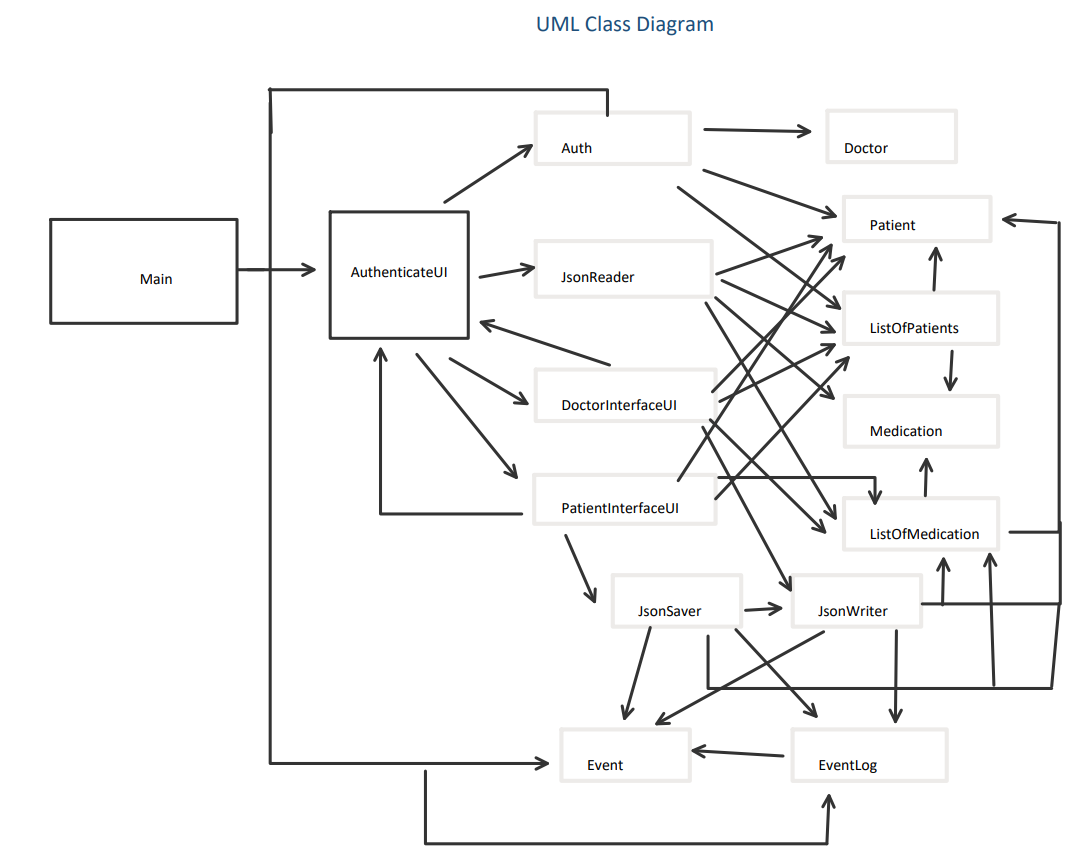 UML Class Diagram
Auth
Doctor
Patient
Main
AuthenticateUI
JsonReader
ListOfPatients
DoctorInterfaceUI
Medication
PatientInterfaceUI
ListOfMedication
JsonSaver
JsonWriter
Event
EventLog